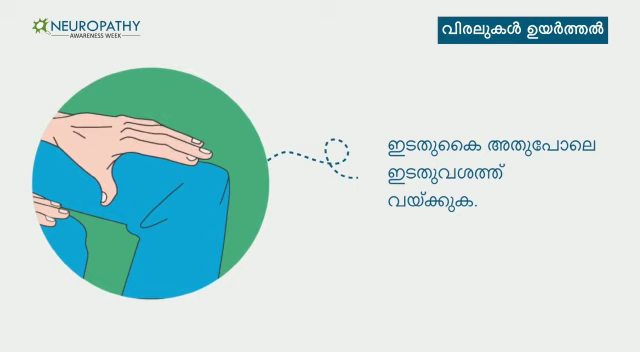 NEUROPATHY
AWARENESS WEEK
വിരലുകൾ ഉയർത്തൽ
ഇടതുകൈ അതുപോലെ
ഇടതുവശത്ത്
വയ്ക്കുക.